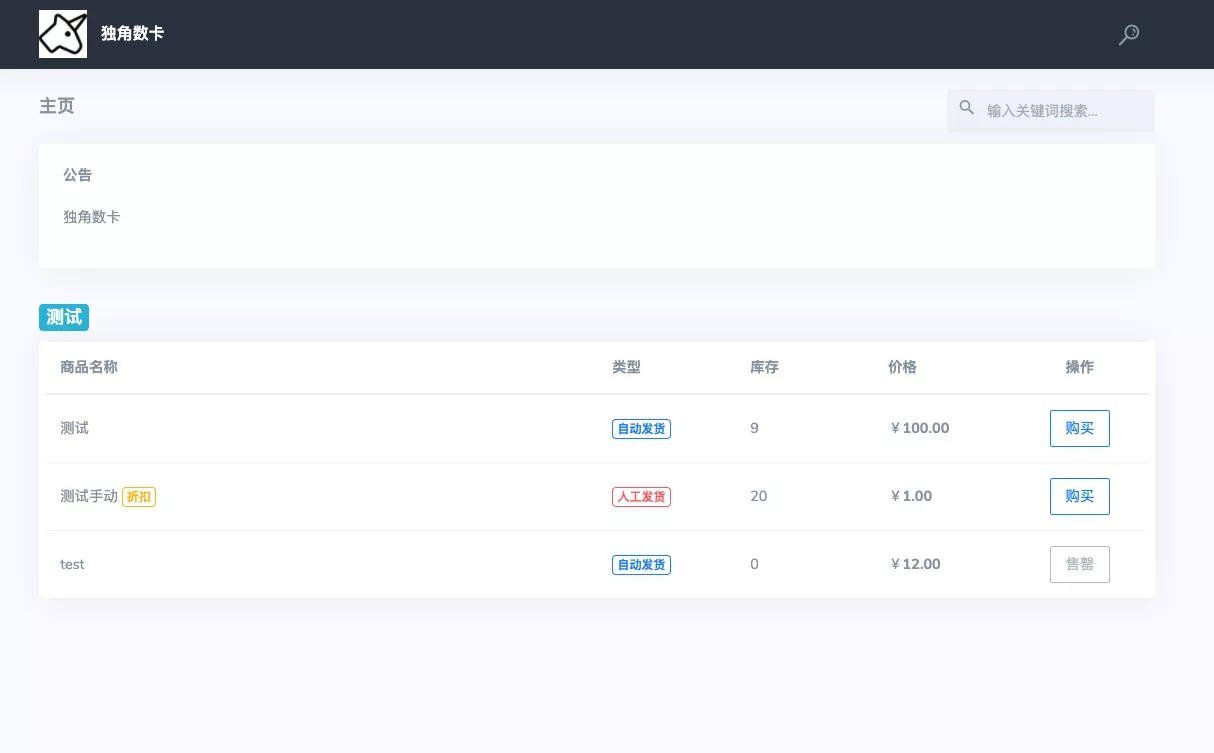 独角数卡
主页
输入关键词搜索...
公告
独角数卡
测试
商品名称 类型 库存 价格 操作
测试 自动发货 9 ¥ 100.00 购买
测试手动 折扣 人工发货 20 ¥ 1.00 购买
test 自动发货 0 ¥ 12.00 售罄